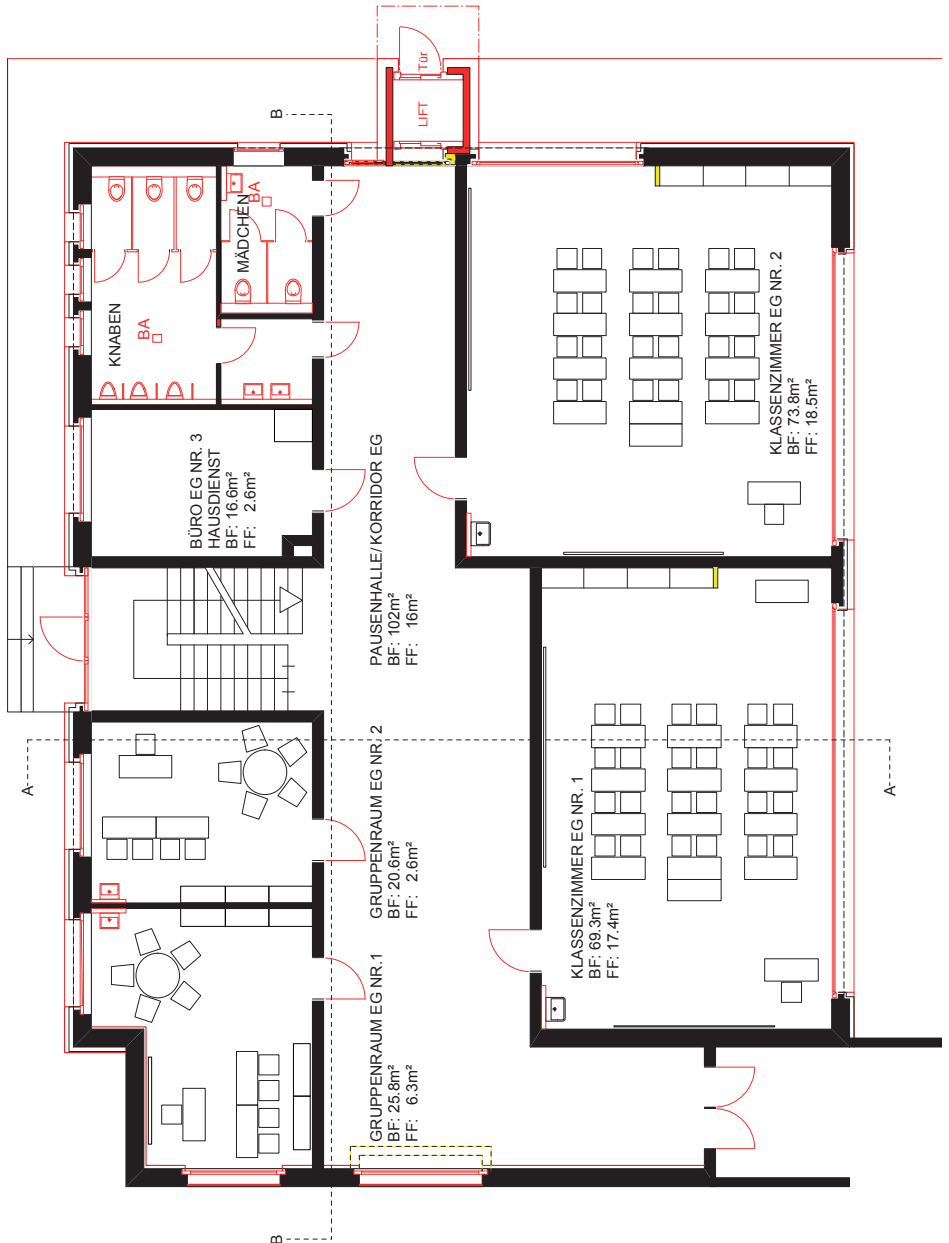 B
Tür
LIFT
BA
MÄDCHEN
KNABEN
BA
BÜRO EG NR. 3
HAUSDIENST
BF: 16.6m²
FF: 2.6m²
PAUSENHALLE/ KORRIDOR EG
BF: 102m²
FF: 16m²
KLASSENZIMMER EG NR. 2
BF: 73.8m²
FF: 18.5m²
A
GRUPPENRAUM EG NR. 2
BF: 20.6m²
FF: 2.6m²
A
GRUPPENRAUM EG NR.1
BF: 25.8m²
FF: 6.3m²
KLASSENZIMMER EG NR. 1
BF: 69.3m²
FF: 17.4m²
B